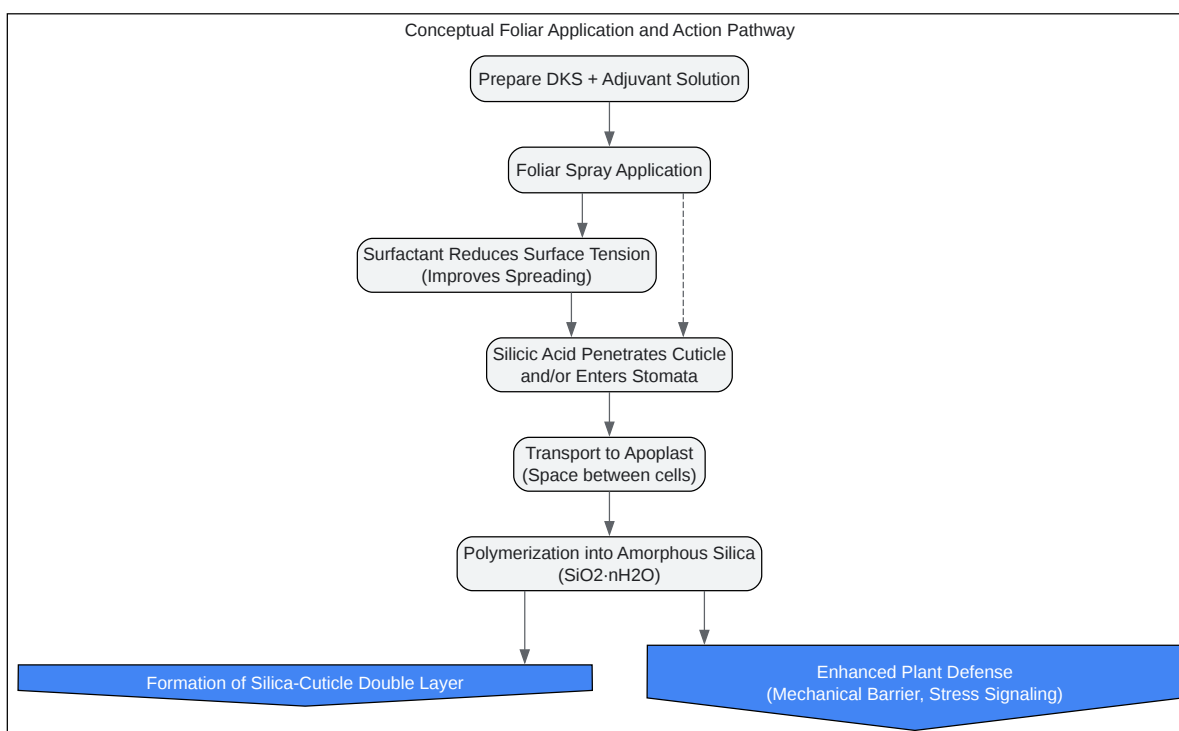 Conceptual Foliar Application and Action Pathway
Prepare DKS + Adjuvant Solution
Foliar Spray Application
Surfactant Reduces Surface Tension
(Improves Spreading)
Silicic Acid Penetrates Cuticle
and/or Enters Stomata
Transport to Apoplast
(Space between cells)
Polymerization into Amorphous Silica
(SiO2·nH2O)
Formation of Silica-Cuticle Double Layer
Enhanced Plant Defense
(Mechanical Barrier, Stress Signaling)